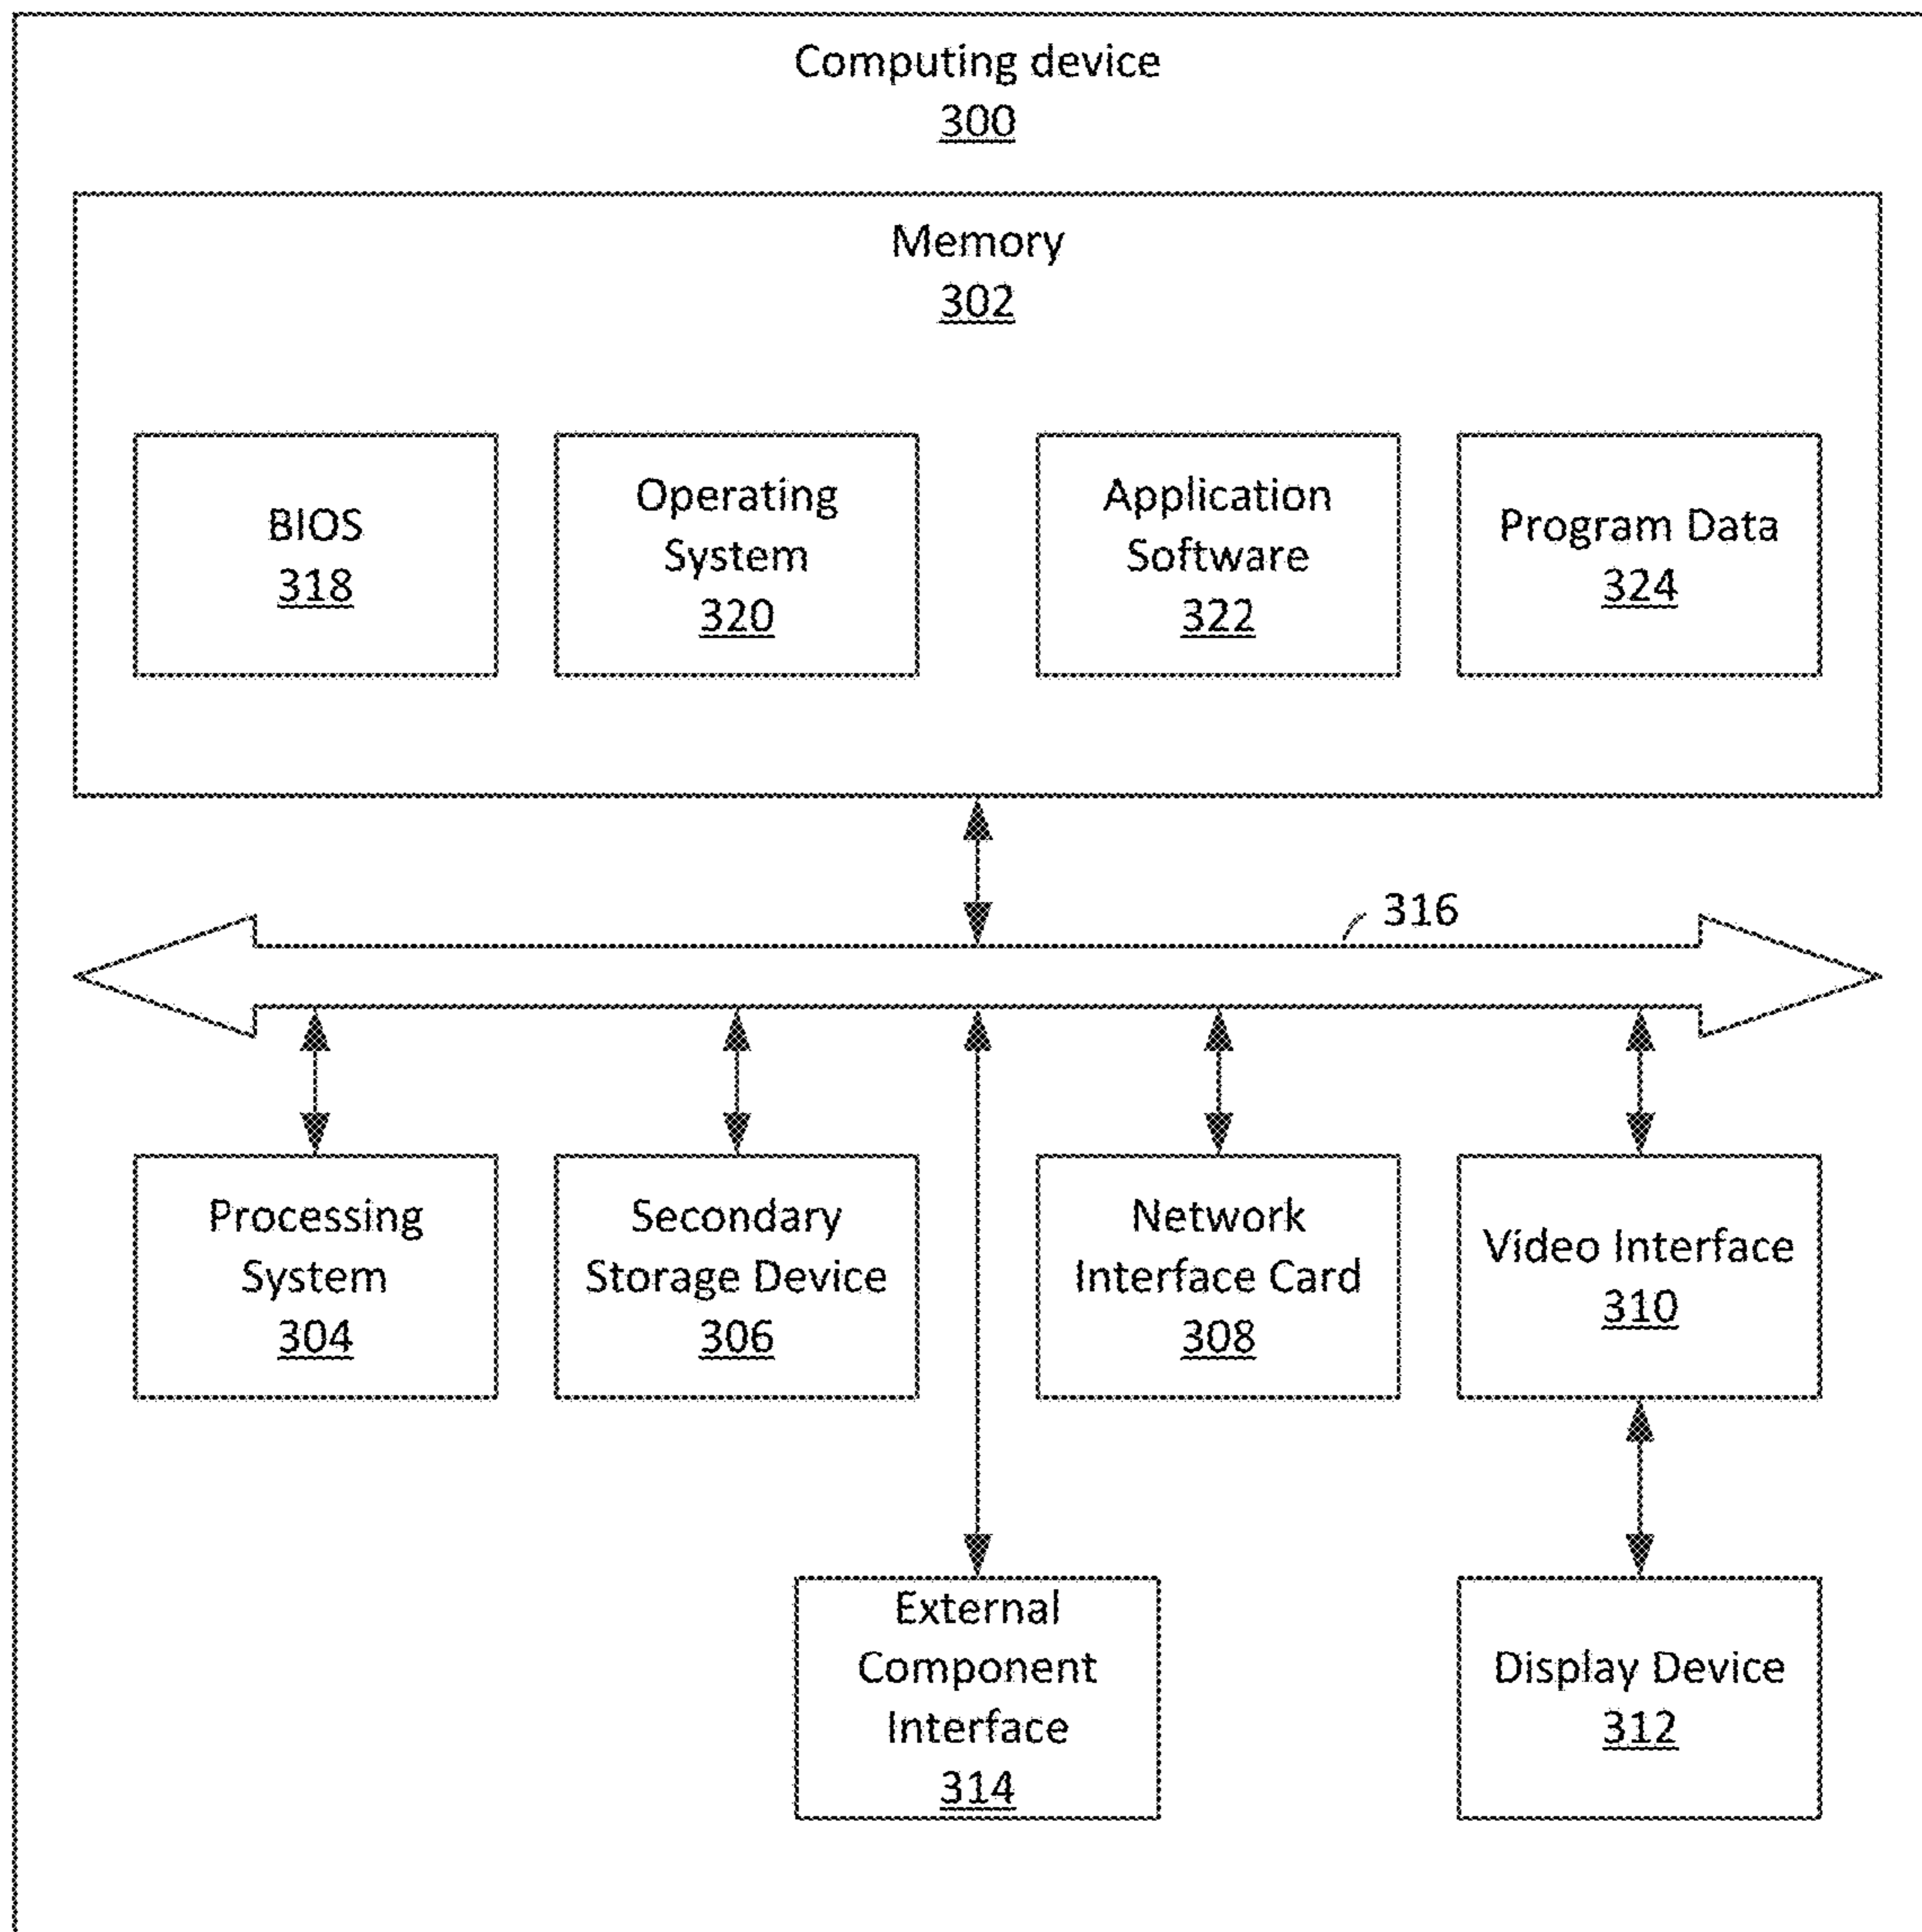 Computing device
300
Memory
302
BIOS
318
Operating
System
320
Application
Software
322
Program Data
324
316
Processing
System
304
Secondary
Storage Device
306
Network
Interface Card
308
Video Interface
310
External
Component
Interface
314
Display Device
312